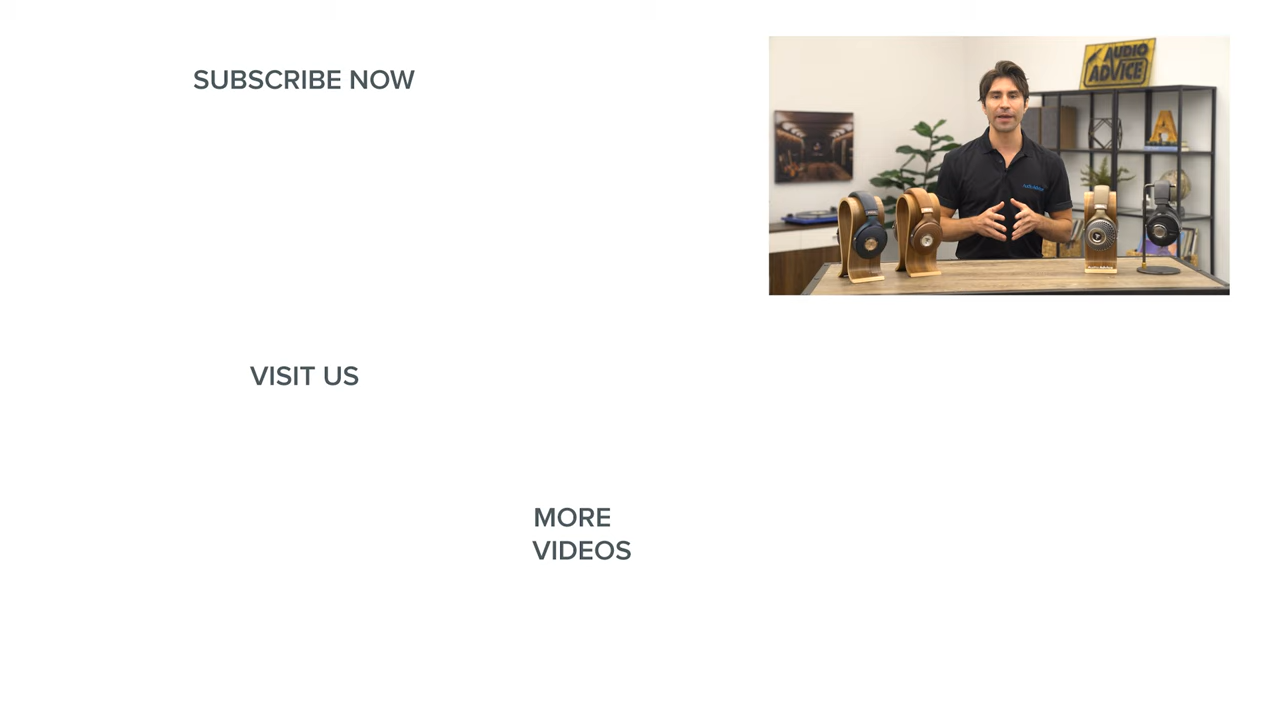 SUBSCRIBE NOW
AUDIO
ADVICE
A
VISIT US
MORE
VIDEOS